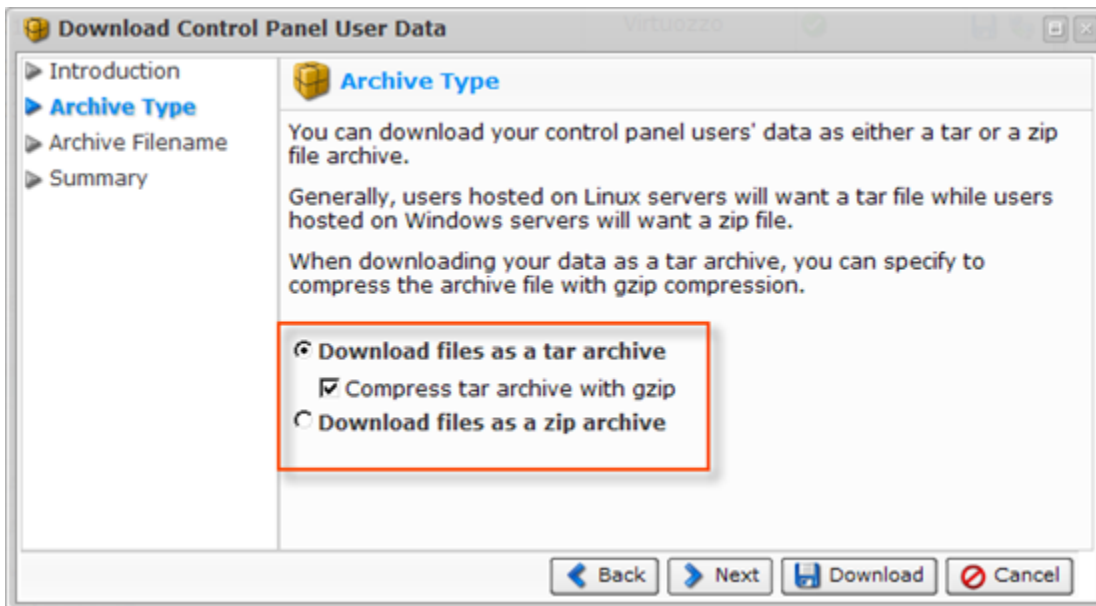 Download Control Panel User Data
Virtuozzo
Introduction
Archive Type
Archive Filename
Summary
Archive Type
You can download your control panel users' data as either a tar or a zip
file archive.
Generally, users hosted on Linux servers will want a tar file while users
hosted on Windows servers will want a zip file.
When downloading your data as a tar archive, you can specify to
compress the archive file with gzip compression.
Download files as a tar archive
Compress tar archive with gzip
Download files as a zip archive
Back
Next
Download
Cancel